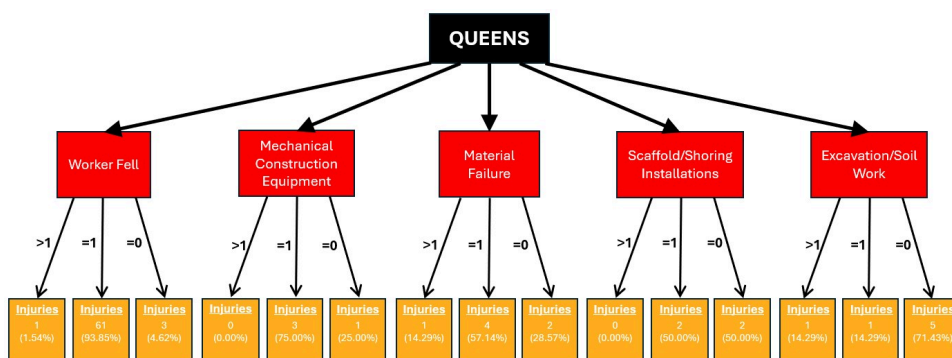 QUEENS
Worker Fell
Mechanical
Construction
Equipment
Material
Failure
Scaffold/Shoring
Installations
Excavation/Soil
Work
>1
=1
=0
>1
=1
=0
>1
=1
=0
>1
=1
=0
>1
=1
=0
Injuries
1
(1.54%)
Injuries
61
(93.85%)
Injuries
3
(4.62%)
Injuries
0
(0.00%)
Injuries
3
(75.00%)
Injuries
1
(25.00%)
Injuries
1
(14.29%)
Injuries
4
(57.14%)
Injuries
2
(28.57%)
Injuries
0
(0.00%)
Injuries
2
(50.00%)
Injuries
2
(50.00%)
Injuries
1
(14.29%)
Injuries
1
(14.29%)
Injuries
5
(71.43%)